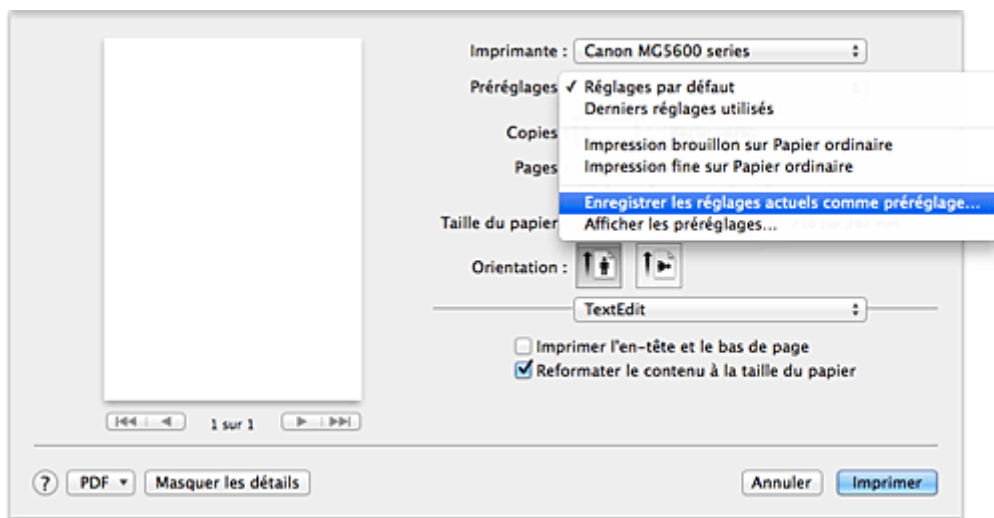 Imprimante : Canon MG5600 series
Préréglages ✓ Réglages par défaut
Derniers réglages utilisés
Copies
Impression brouillon sur Papier ordinaire
Pages
Impression fine sur Papier ordinaire
Enregistrer les réglages actuels comme préréglage...
Taille du papier
Afficher les préréglages...
Orientation :
TextEdit
Imprimer l'en-tête et le bas de page
Reformater le contenu à la taille du papier
1 sur 1
? PDF Masquer les détails Annuler Imprimer